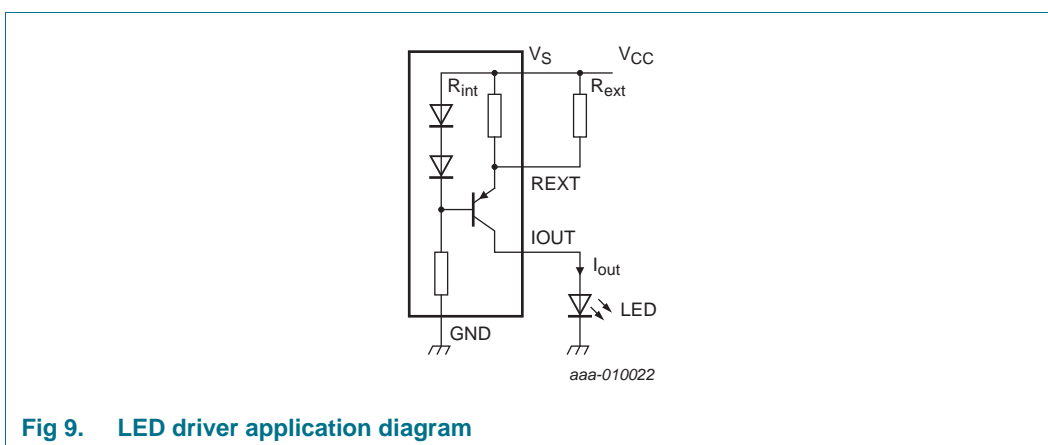 VS VCC
Rint Rext
REXT
IOUT
Iout
LED
GND
aaa-010022
Fig 9. LED driver application diagram